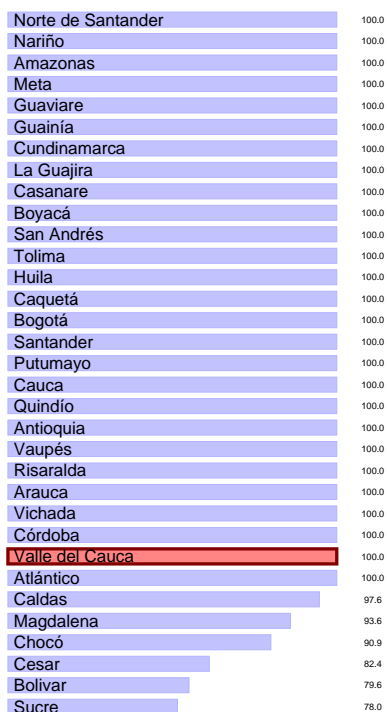 Norte de Santander 100.0
Nariño 100.0
Amazonas 100.0
Meta 100.0
Guaviare 100.0
Guainía 100.0
Cundinamarca 100.0
La Guajira 100.0
Casanare 100.0
Boyacá 100.0
San Andrés 100.0
Tolima 100.0
Huila 100.0
Caquetá 100.0
Bogotá 100.0
Santander 100.0
Putumayo 100.0
Cauca 100.0
Quindío 100.0
Antioquia 100.0
Vaupés 100.0
Risaralda 100.0
Arauca 100.0
Vichada 100.0
Córdoba 100.0
Valle del Cauca 100.0
Atlántico 100.0
Caldas 97.6
Magdalena 93.6
Chocó 90.9
Cesar 82.4
Bolivar 79.6
Sucre 78.0